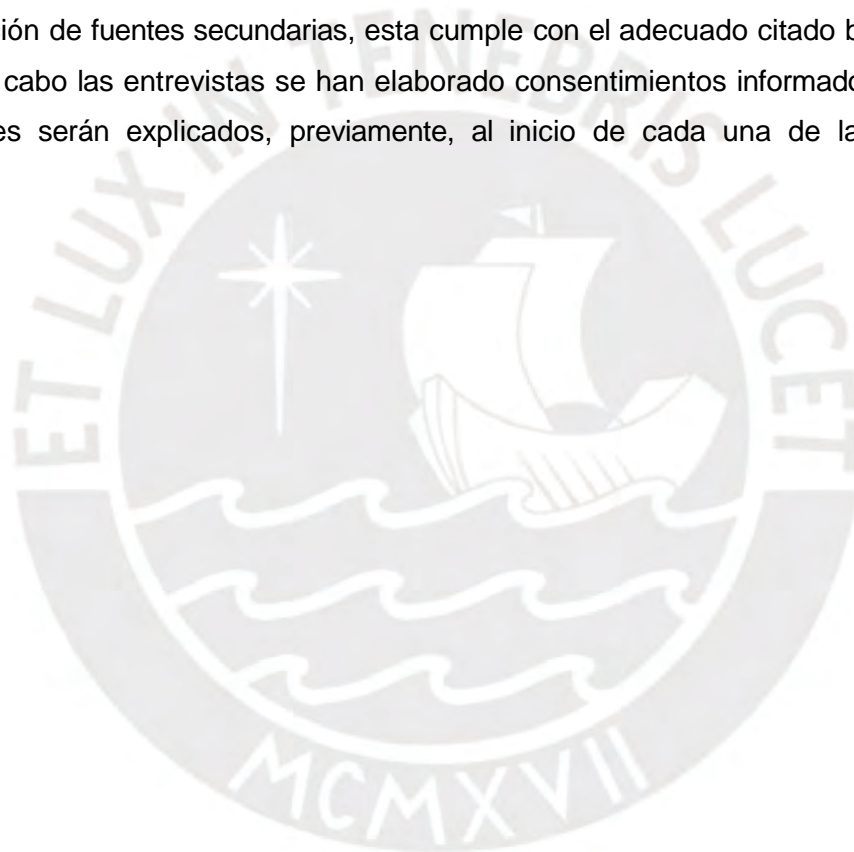 ión de fuentes secundarias, esta cumple con el adecuado citado b
cabo las entrevistas se han elaborado consentimientos informado
es serán explicados, previamente, al inicio de cada una de la
ET LUX IN TENEBRIS LUCET
MCMXVII